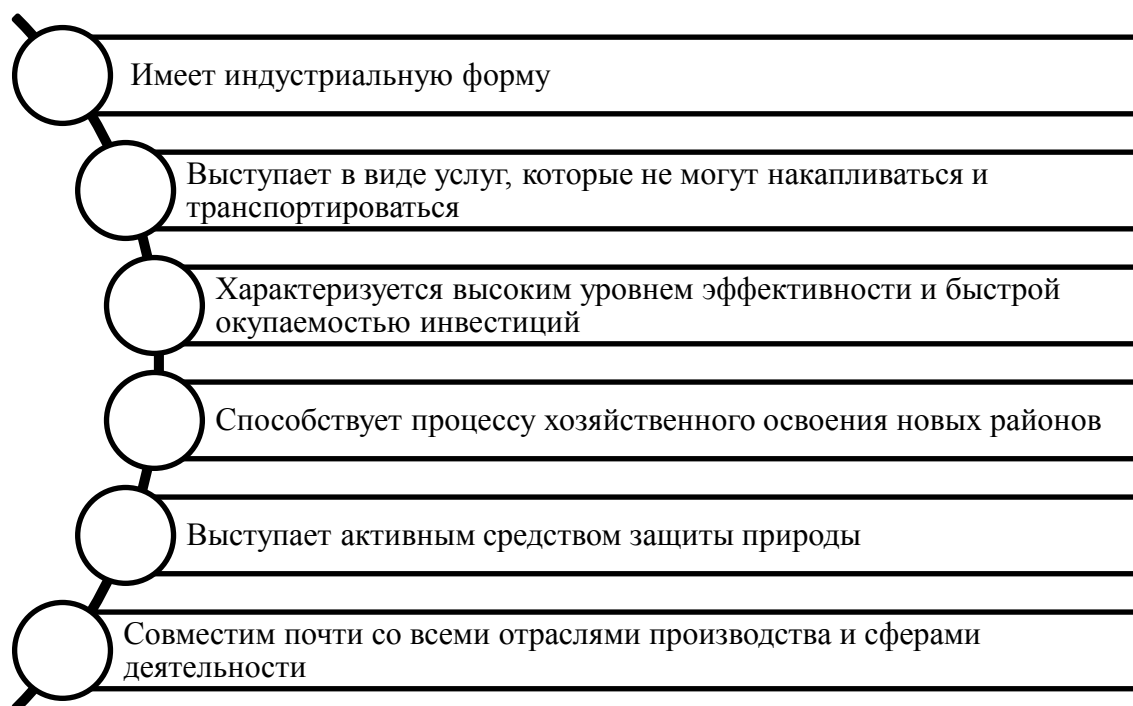 Имеет индустриальную форму
Выступает в виде услуг, которые не могут накапливаться и
транспортироваться
Характеризуется высоким уровнем эффективности и быстрой
окупаемостью инвестиций
Способствует процессу хозяйственного освоения новых районов
Выступает активным средством защиты природы
Совместим почти со всеми отраслями производства и сферами
деятельности